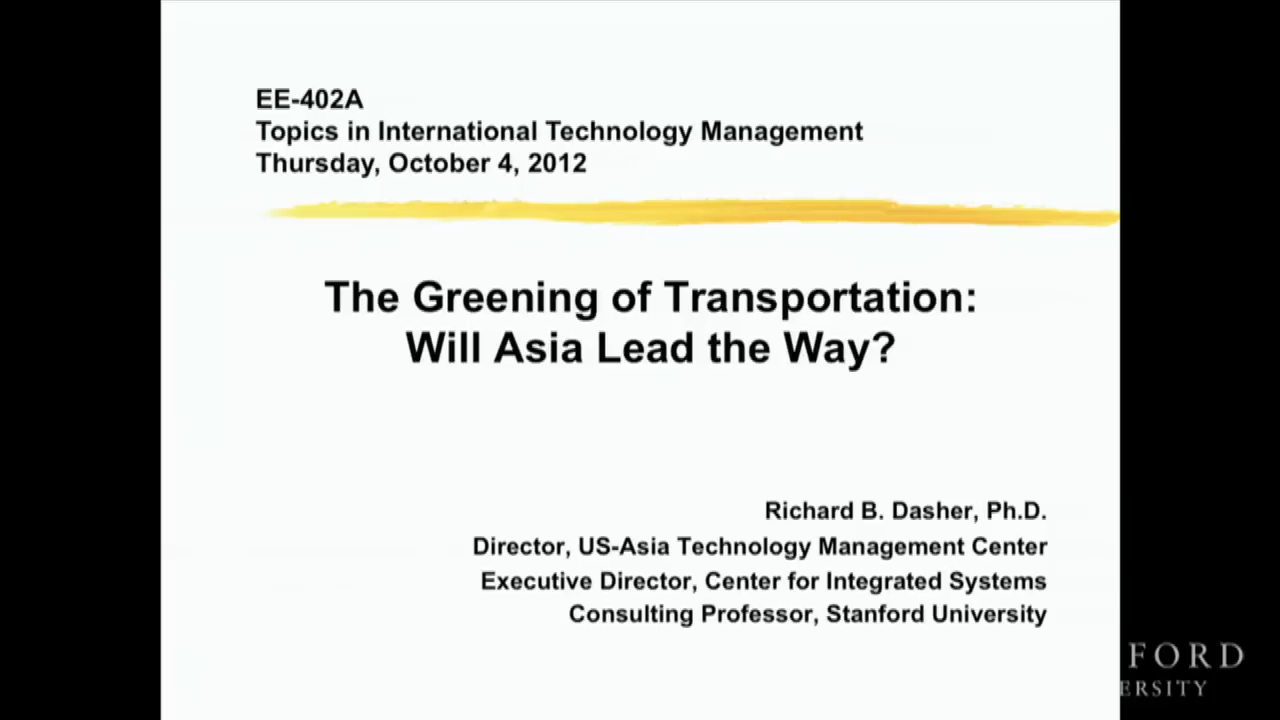 EE-402A
Topics in International Technology Management
Thursday, October 4, 2012
The Greening of Transportation:
Will Asia Lead the Way?
Richard B. Dasher, Ph.D.
Director, US-Asia Technology Management Center
Executive Director, Center for Integrated Systems
Consulting Professor, Stanford University
FORD
ERSITY